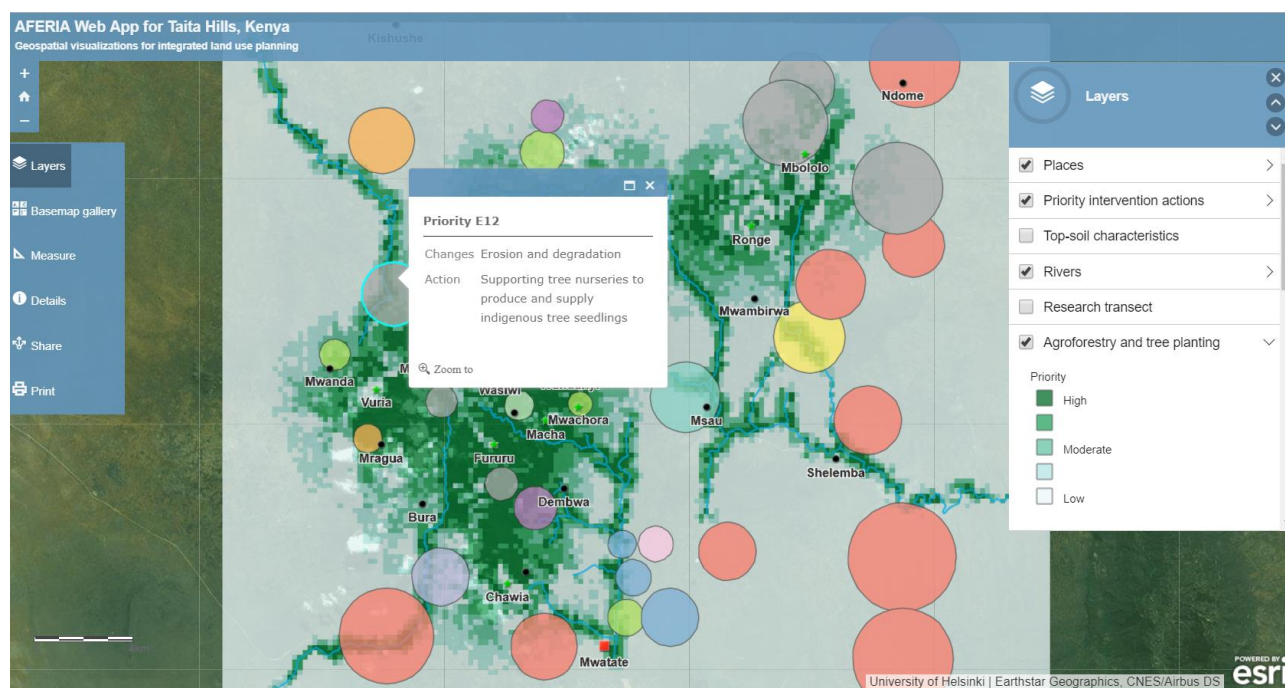 AFERIA Web App for Taita Hills, Kenya
Geospatial visualizations for integrated land use planning
Kishushe
+
−
Layers
Basemap gallery
Measure
Details
Share
Print
Ndome
Mbololo
Ronge
Mwambirwa
Priority E12
Changes Erosion and degradation
Action Supporting tree nurseries to
produce and supply
indigenous tree seedlings
Zoom to
Mwanda
Vuria
Wasiwi
Mwachora
Macha
Msau
Mragua
Fururu
Shelemba
Dembwa
Bura
Chawia
Mwatate
Layers
Places
Priority intervention actions
Top-soil characteristics
Rivers
Research transect
Agroforestry and tree planting
Priority
High
Moderate
Low
POWERED BY
esri
University of Helsinki | Earthstar Geographics, CNES/Airbus DS